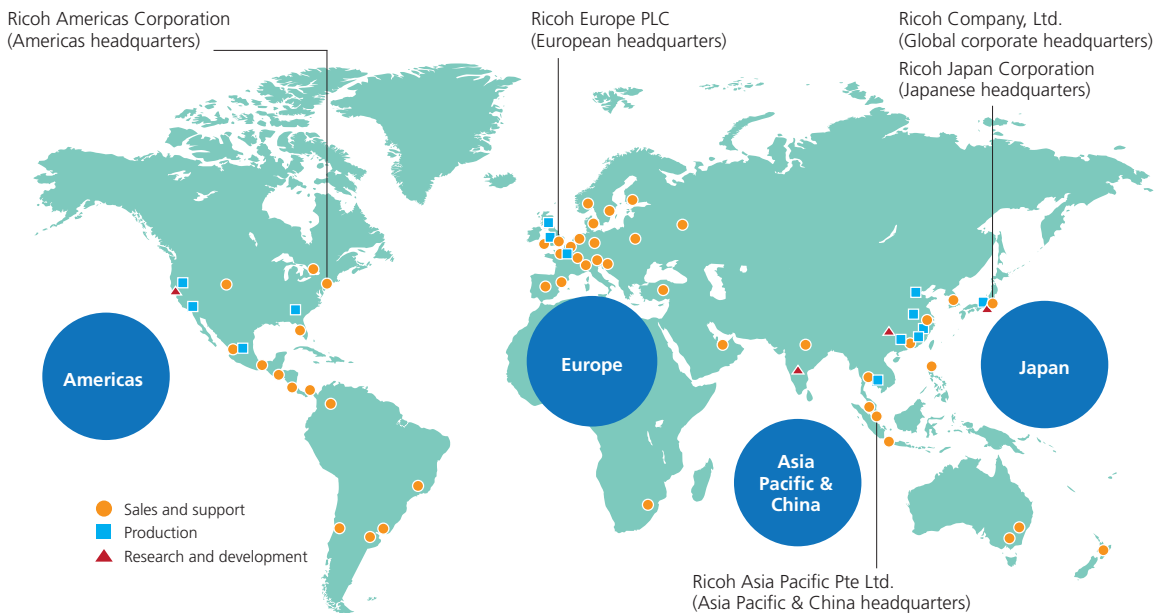 Ricoh Americas Corporation
(Americas headquarters)
Ricoh Europe PLC
(European headquarters)
Ricoh Company, Ltd.
(Global corporate headquarters)
Ricoh Japan Corporation
(Japanese headquarters)
Americas
Europe
Japan
Asia
Pacific &
China
Sales and support
Production
Research and development
Ricoh Asia Pacific Pte Ltd.
(Asia Pacific & China headquarters)